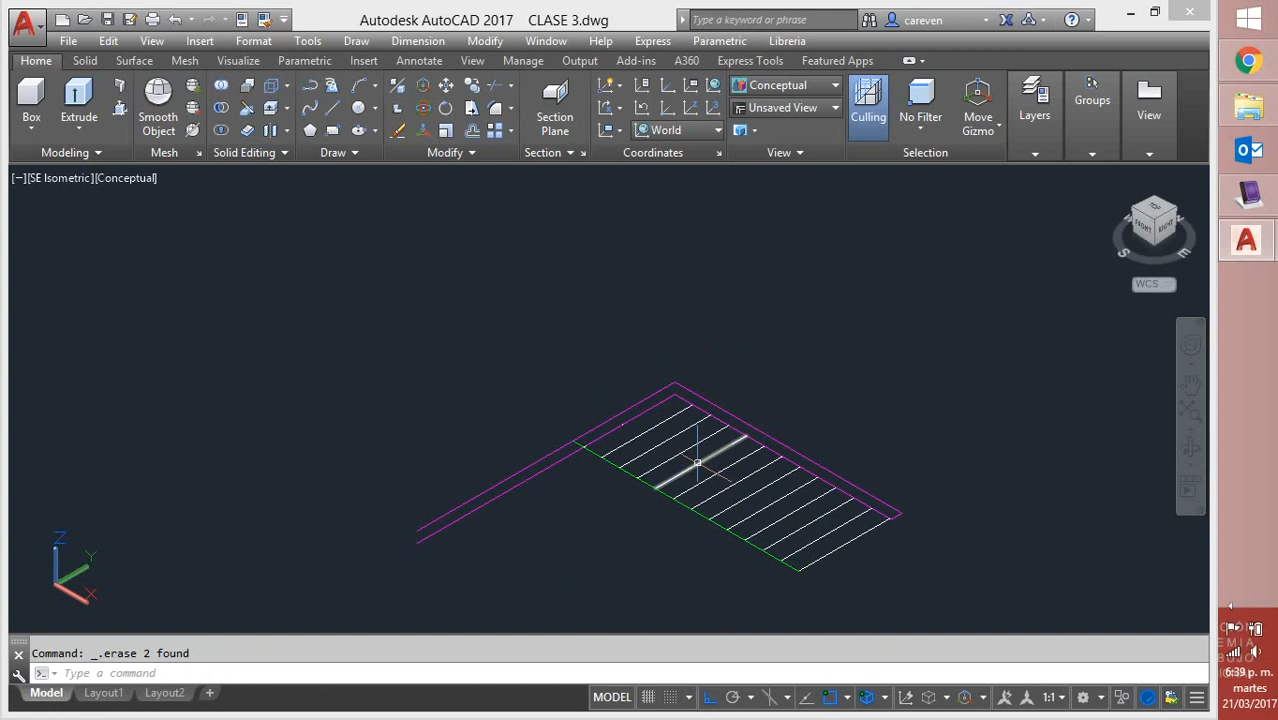 Autodesk AutoCAD 2017 CLASE 3.dwg
Type a keyword or phrase
careven
File Edit View Insert Format Tools Draw Dimension Modify Window Help Express Parametric Libreria
Home Solid Surface Mesh Visualize Parametric Insert Annotate View Manage Output Add-ins A360 Express Tools Featured Apps
Box Extrude Smooth Object Section Plane Culling No Filter Move Gizmo Layers Groups View
Conceptual
Unsaved View
World
Modeling Mesh Solid Editing Draw Modify Section Coordinates View Selection
[−][SE Isometric][Conceptual]
TOP
FRONT RIGHT
S E
WCS
Z
Y
X
Command: _.erase 2 found
Type a command
Model Layout1 Layout2 +
MODEL 1:1
6:39 p. m.
martes
21/03/2017